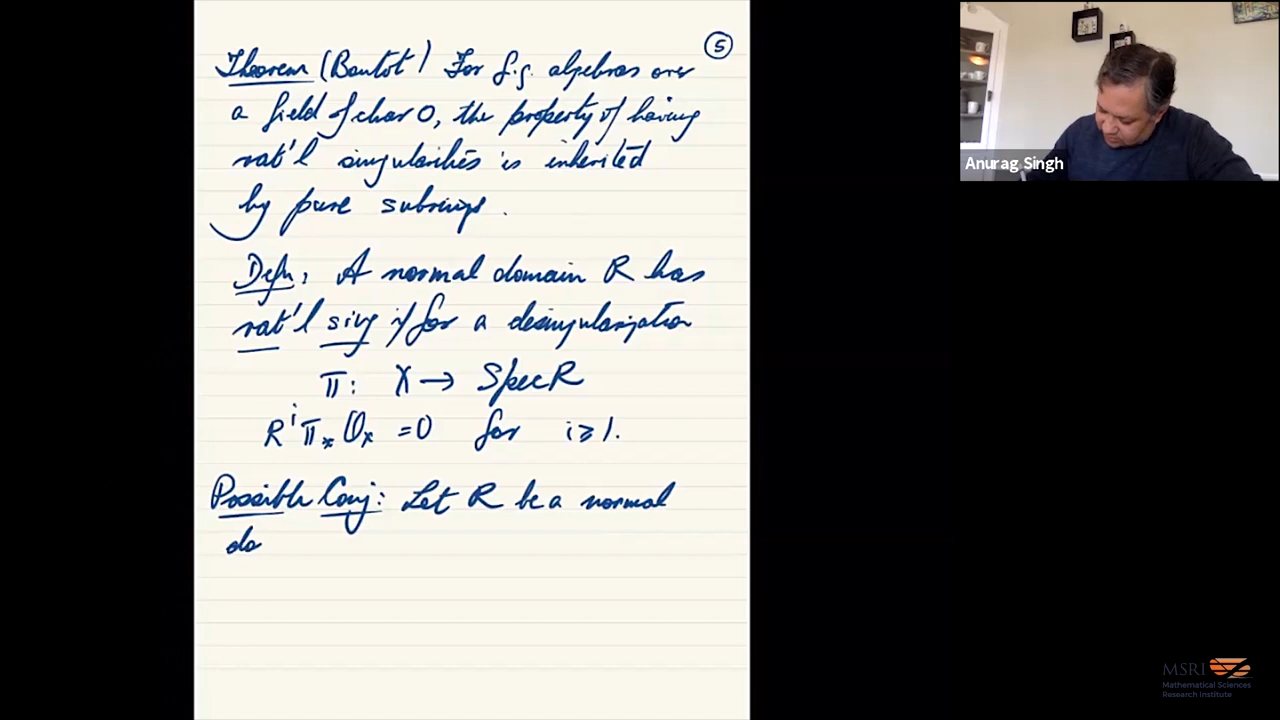 5
Theorem (Boutot) For f.g. algebras over
a field of char 0, the property of having
rat'l singularities is inherited
by pure subrings.
Defn: A normal domain R has
rat'l sing if for a desingularization
π: X → Spec R
RⁱΠ⁎O_X = 0 for i ≥ 1.
Possible Conj: Let R be a normal
do
Anurag Singh
MSRI
Mathematical Sciences
Research Institute